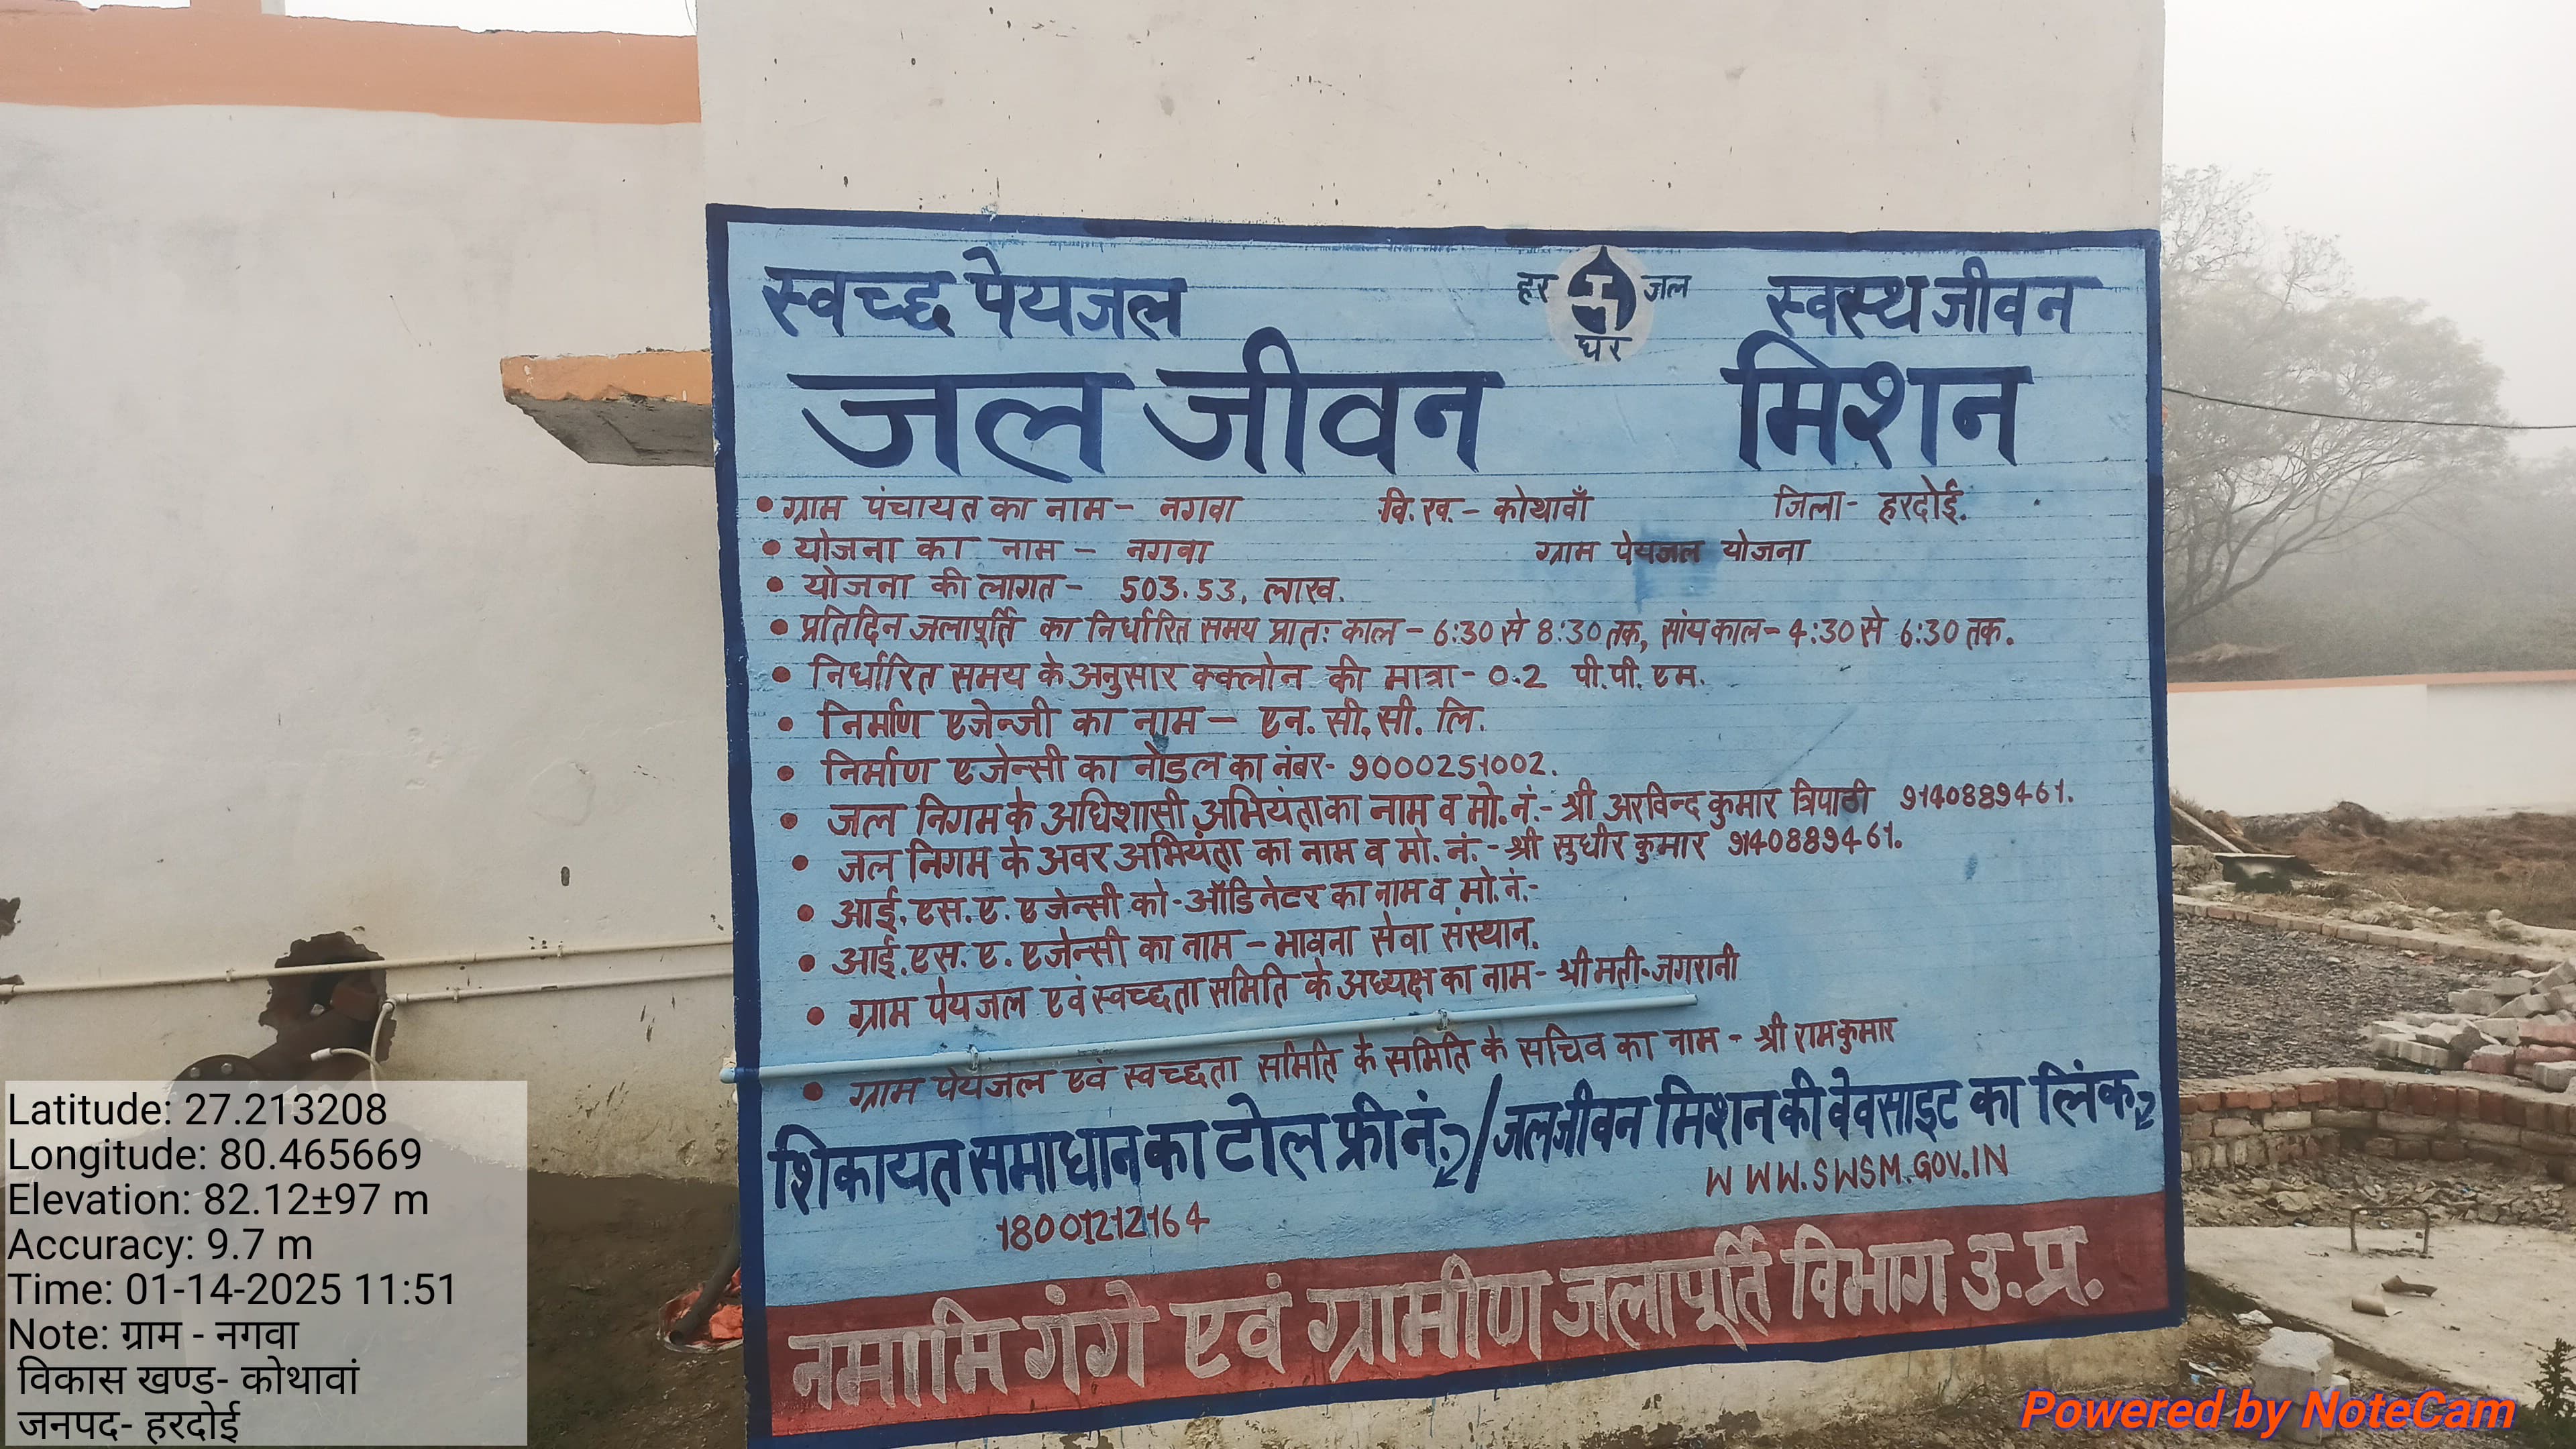 स्वच्छ पेयजल
हर जल
घर
स्वस्थ जीवन
जल जीवन मिशन
• ग्राम पंचायत का नाम - नगवा वि.ख. - कोथावाँ जिला - हरदोई.
• योजना का नाम - नगवा ग्राम पेयजल योजना
• योजना की लागत - 503.53, लाख.
• प्रतिदिन जलापूर्ति का निर्धारित समय प्रातः काल - 6:30 से 8:30 तक, सांय काल - 4:30 से 6:30 तक.
• निर्धारित समय के अनुसार क्क्लोन की मात्रा - 0.2 पी.पी. एम.
• निर्माण एजेन्जी का नाम - एन. सी. सी. लि.
• निर्माण एजेन्सी का नोडल का नंबर - 9000251002.
• जल निगम के अधिशासी अभियंता का नाम व मो. नं. - श्री अरविन्द कुमार त्रिपाठी 9140889461.
• जल निगम के अवर अभियंता का नाम व मो. नं. - श्री सुधीर कुमार 9140889461.
• आई. एस. ए. एजेन्सी को-ऑडिनेटर का नाम व मो. नं. -
• आई. एस. ए. एजेन्सी का नाम - भावना सेवा संस्थान.
• ग्राम पेयजल एवं स्वच्छता समिति के अध्यक्ष का नाम - श्री मती - जगरानी
• ग्राम पेयजल एवं स्वच्छता समिति के समिति के सचिव का नाम - श्री रामकुमार
शिकायत समाधान का टोल फ्री नं. / जल जीवन मिशन की वेवसाइट का लिंक
WWW.SWSM.GOV.IN
18001212164
नमामि गंगे एवं ग्रामीण जलापूर्ति विभाग उ. प्र.
Latitude: 27.213208
Longitude: 80.465669
Elevation: 82.12±97 m
Accuracy: 9.7 m
Time: 01-14-2025 11:51
Note: ग्राम - नगवा
विकास खण्ड- कोथावां
जनपद- हरदोई
Powered by NoteCam